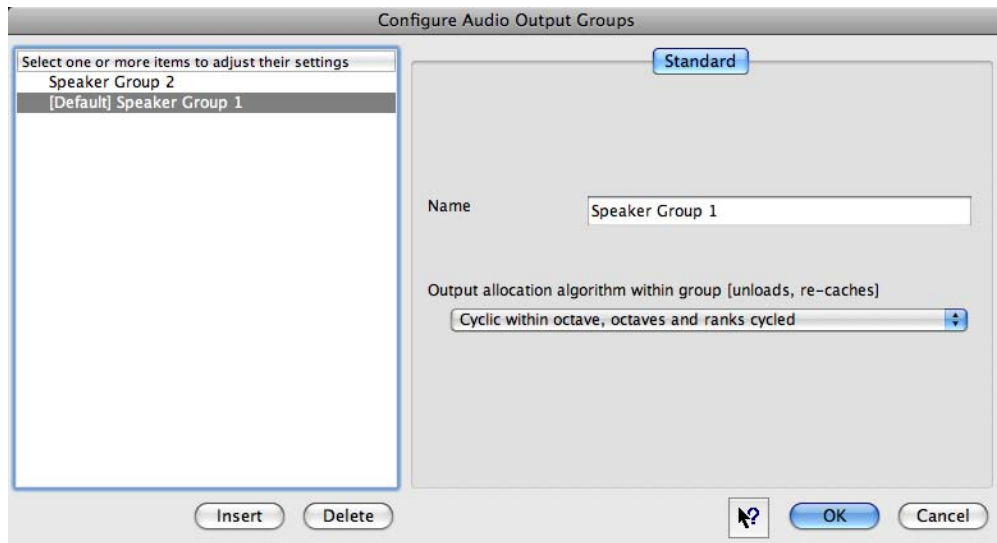 Configure Audio Output Groups
Select one or more items to adjust their settings
Speaker Group 2
[Default] Speaker Group 1
Standard
Name
Speaker Group 1
Output allocation algorithm within group [unloads, re-caches]
Cyclic within octave, octaves and ranks cycled
Insert
Delete
?
OK
Cancel